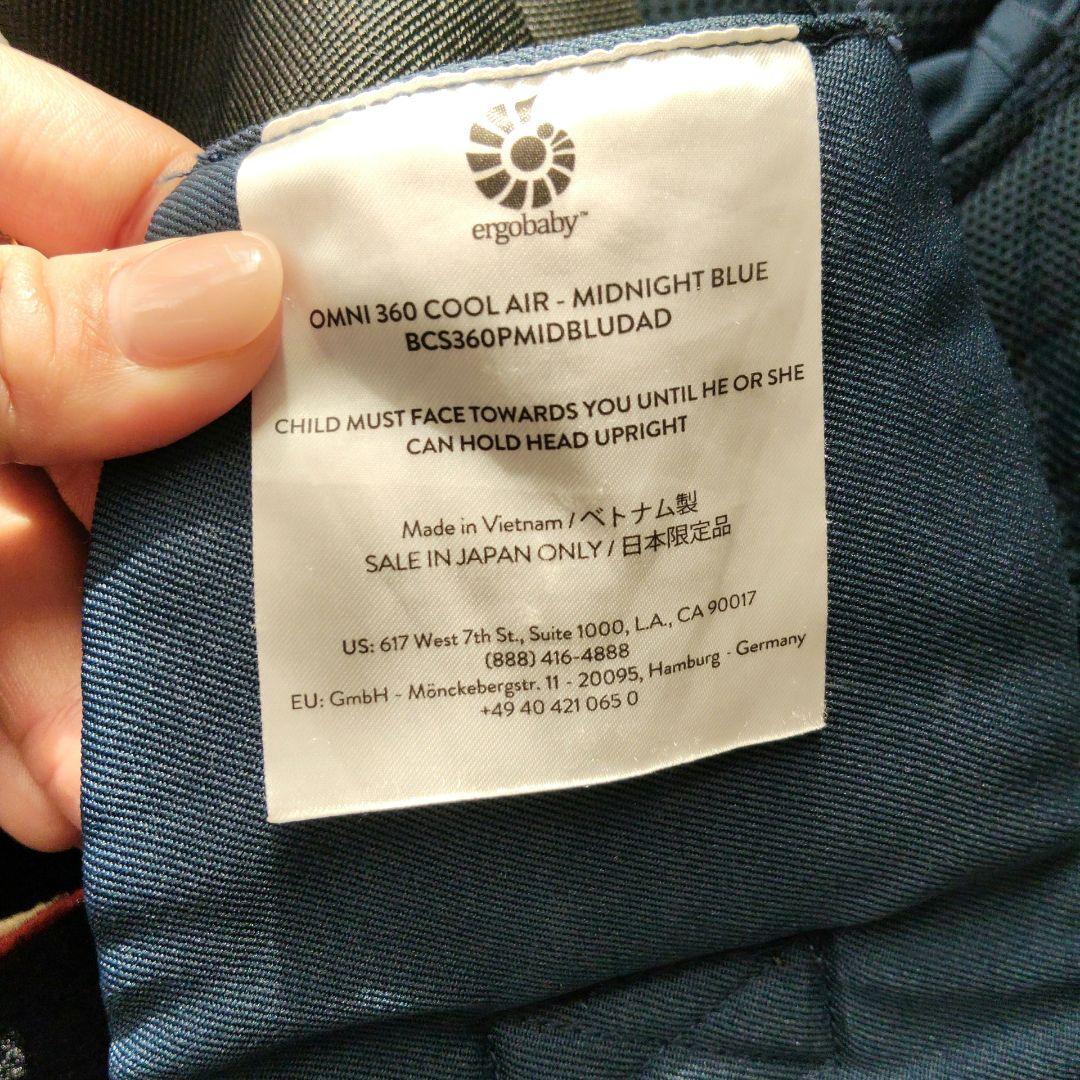 ergobaby™
OMNI 360 COOL AIR - MIDNIGHT BLUE
BCS360PMIDBLUDAD
CHILD MUST FACE TOWARDS YOU UNTIL HE OR SHE
CAN HOLD HEAD UPRIGHT
Made in Vietnam / ベトナム製
SALE IN JAPAN ONLY / 日本限定品
US: 617 West 7th St., Suite 1000, L.A., CA 90017
(888) 416-4888
EU: GmbH - Mönckebergstr. 11 - 20095, Hamburg - Germany
+49 40 421 065 0